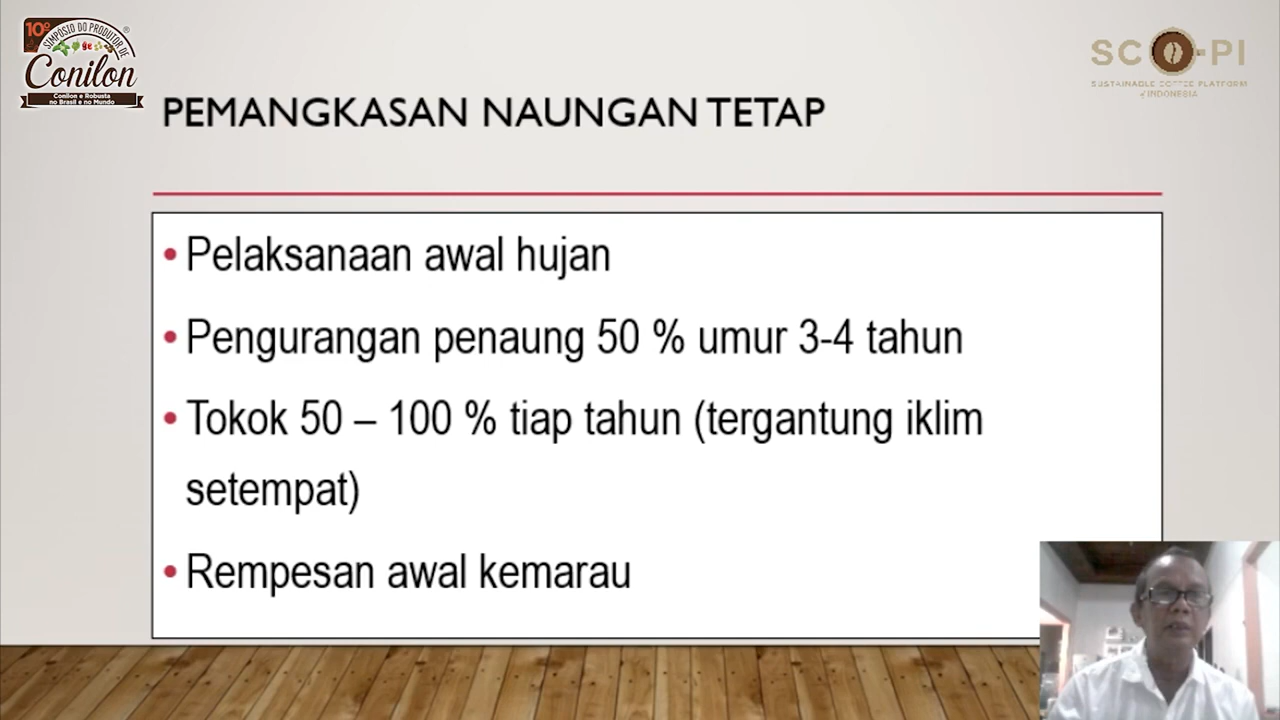 10º
SIMPÓSIO DO PRODUTOR DE
Conilon
Conilon e Robusta
no Brasil e no Mundo
SCOPI
SUSTAINABLE COFFEE PLATFORM
of INDONESIA
PEMANGKASAN NAUNGAN TETAP
• Pelaksanaan awal hujan
• Pengurangan penaung 50 % umur 3-4 tahun
• Tokok 50 – 100 % tiap tahun (tergantung iklim
setempat)
• Rempesan awal kemarau